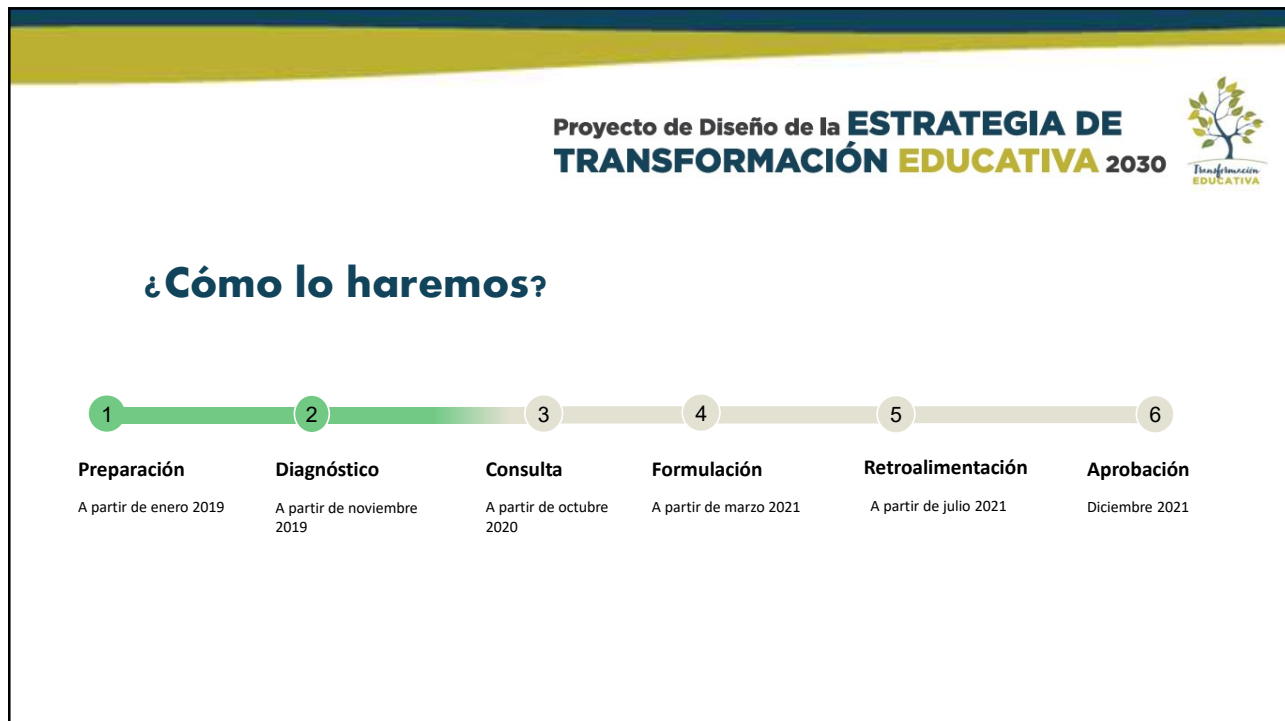 Proyecto de Diseño de la ESTRATEGIA DE
TRANSFORMACIÓN EDUCATIVA 2030
Transformación
EDUCATIVA
¿Cómo lo haremos?
1
2
3
4
5
6
Preparación
A partir de enero 2019
Diagnóstico
A partir de noviembre
2019
Consulta
A partir de octubre
2020
Formulación
A partir de marzo 2021
Retroalimentación
A partir de julio 2021
Aprobación
Diciembre 2021